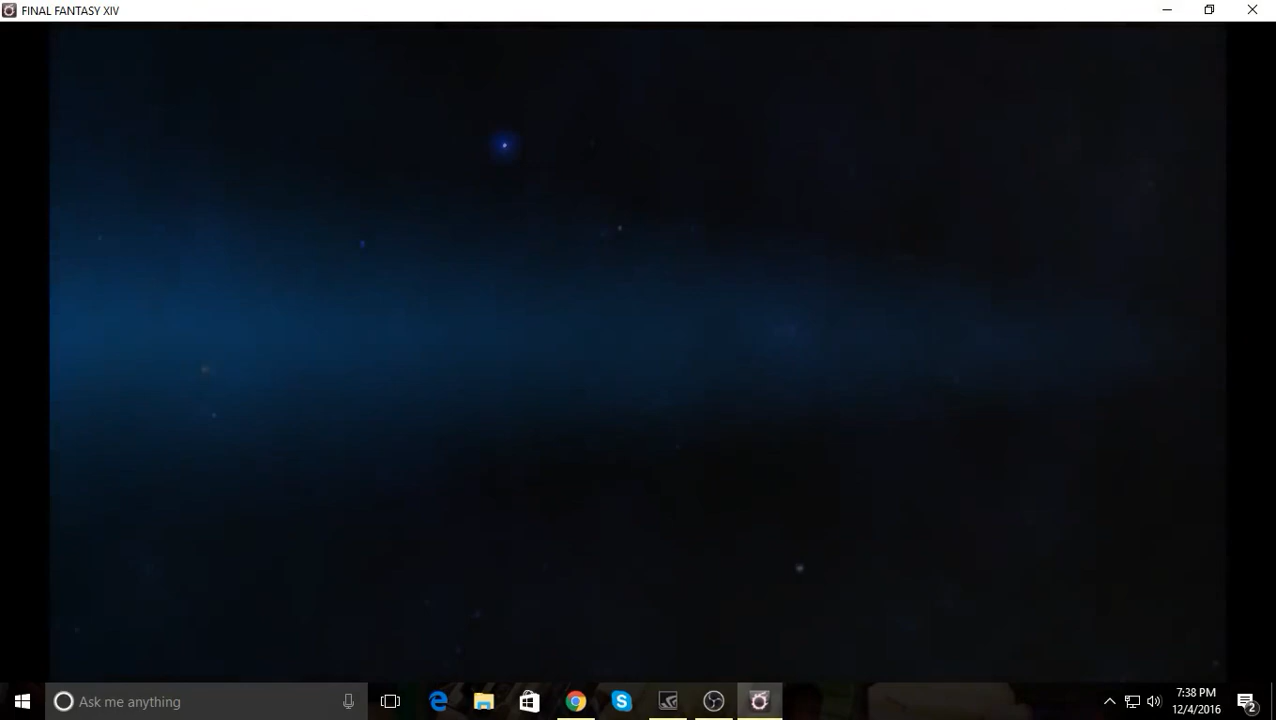 FINAL FANTASY XIV
Ask me anything
7:38 PM
12/4/2016
2